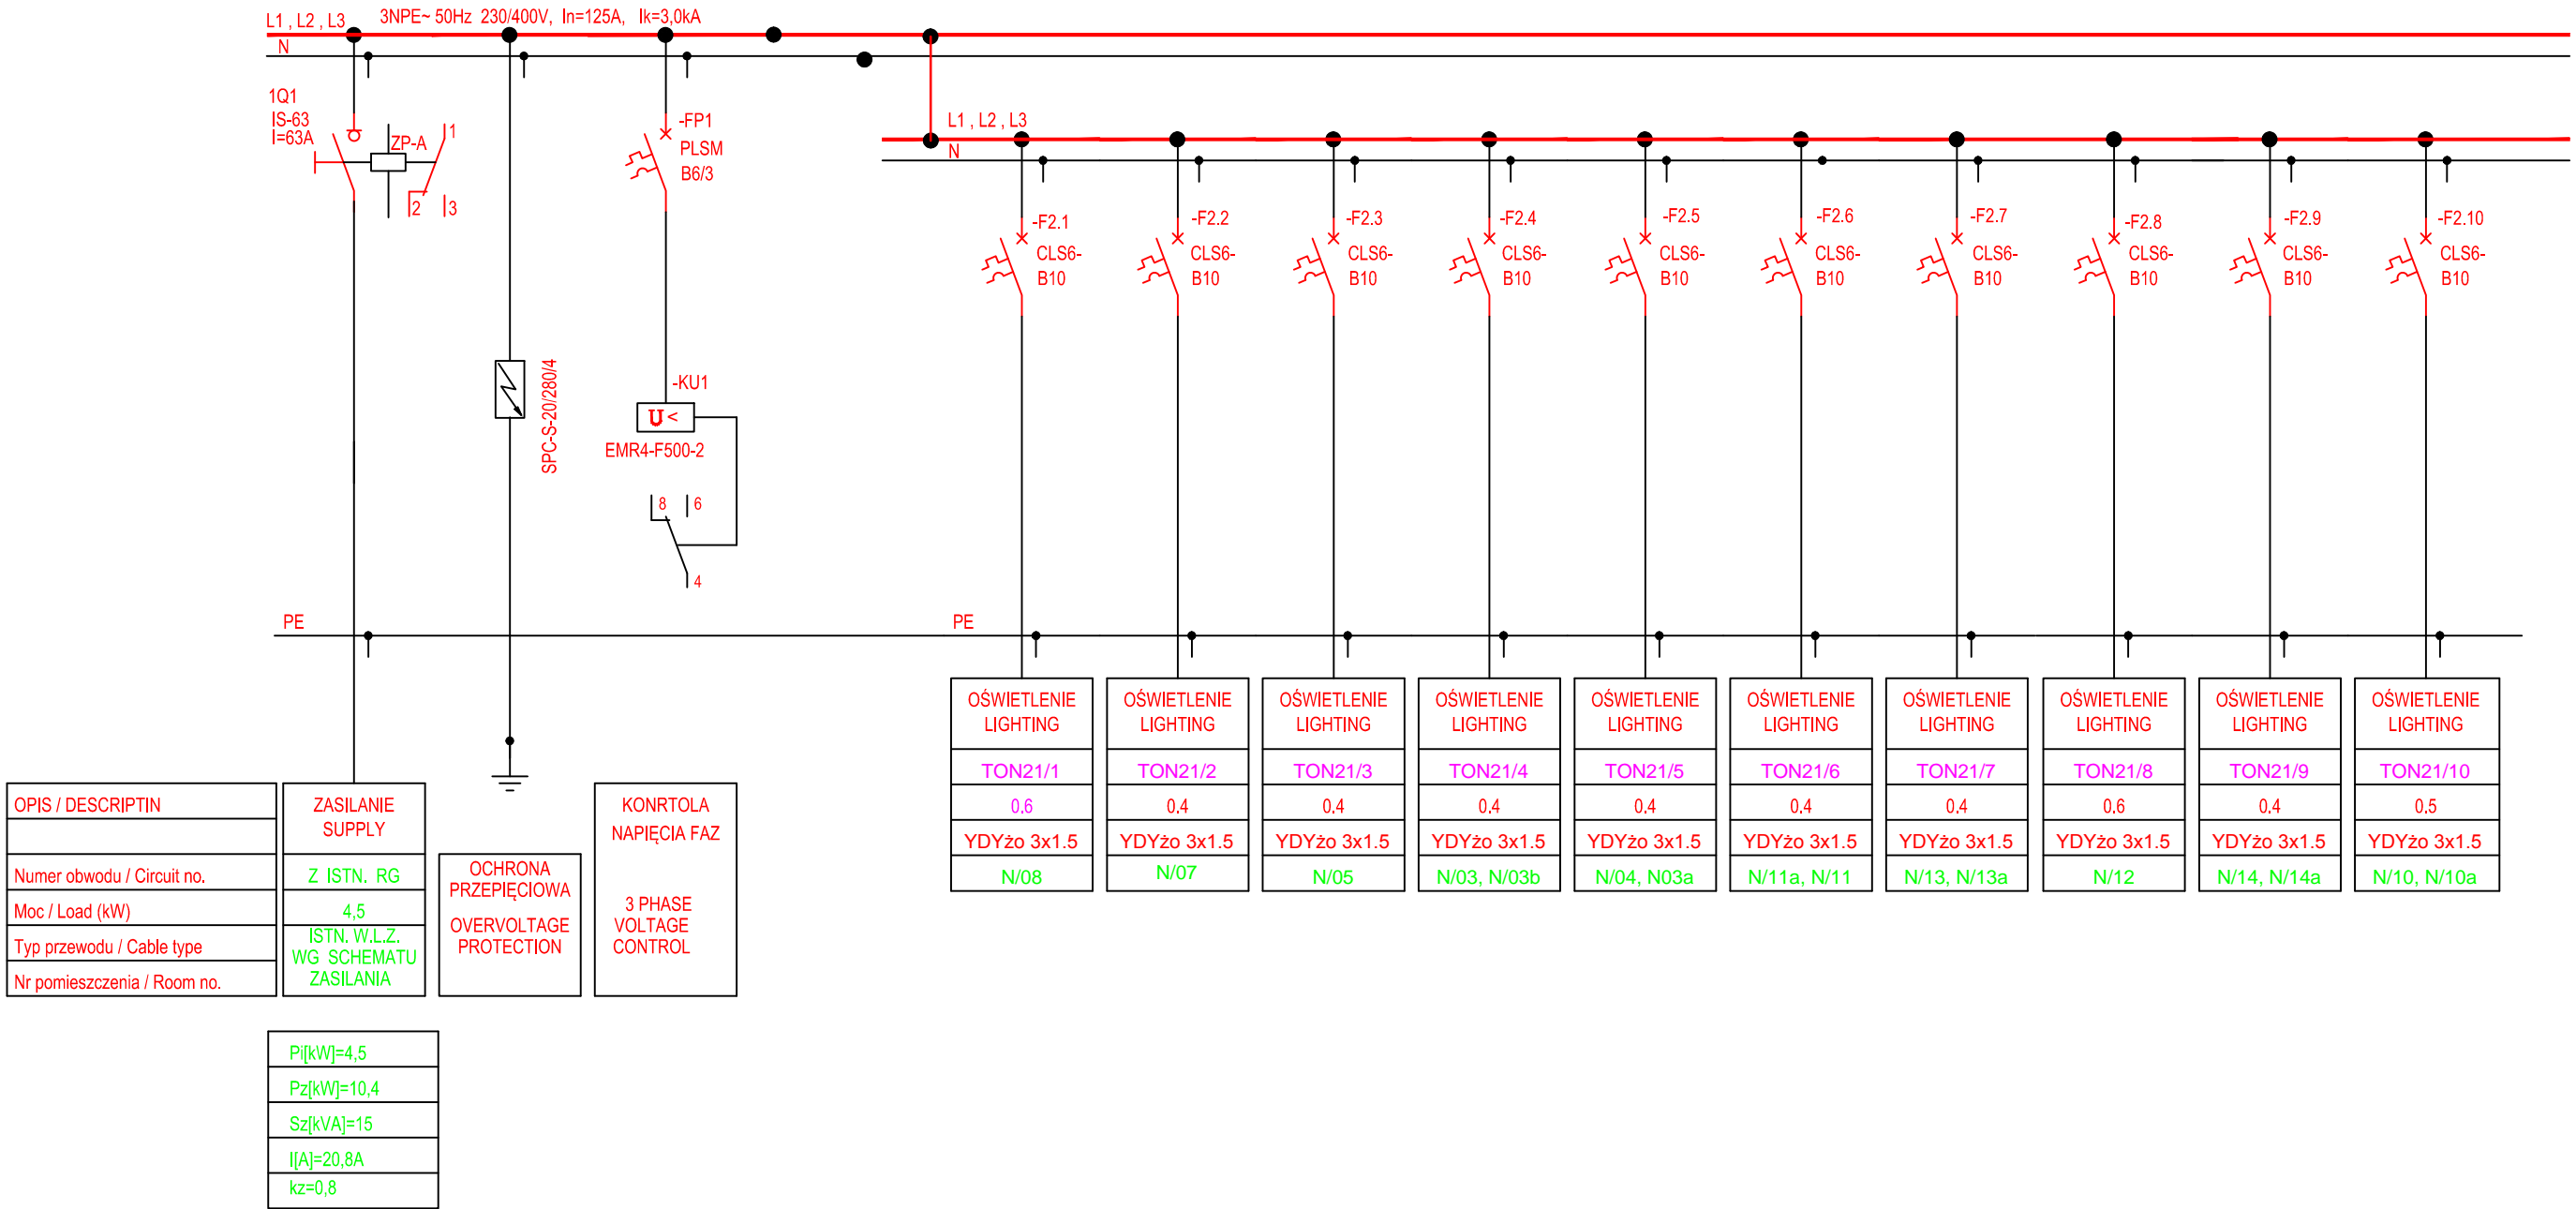 L1 , L2 , L3
3NPE~ 50Hz 230/400V, In=125A, Ik=3,0kA
N
1Q1
IS-63
I=63A
ZP-A
1
2
3
-FP1
PLSM
B6/3
SPC-S-20/280/4
-KU1
U <
EMR4-F500-2
8
6
4
L1 , L2 , L3
N
-F2.1
CLS6-
B10
-F2.2
CLS6-
B10
-F2.3
CLS6-
B10
-F2.4
CLS6-
B10
-F2.5
CLS6-
B10
-F2.6
CLS6-
B10
-F2.7
CLS6-
B10
-F2.8
CLS6-
B10
-F2.9
CLS6-
B10
-F2.10
CLS6-
B10
PE
PE
OPIS / DESCRIPTIN
Numer obwodu / Circuit no.
Moc / Load (kW)
Typ przewodu / Cable type
Nr pomieszczenia / Room no.
ZASILANIE
SUPPLY
Z ISTN. RG
4,5
ISTN. W.L.Z.
WG SCHEMATU
ZASILANIA
OCHRONA
PRZEPIĘCIOWA
OVERVOLTAGE
PROTECTION
KONRTOLA
NAPIĘCIA FAZ
3 PHASE
VOLTAGE
CONTROL
OŚWIETLENIE
LIGHTING
TON21/1
0.6
YDYżo 3x1.5
N/08
OŚWIETLENIE
LIGHTING
TON21/2
0.4
YDYżo 3x1.5
N/07
OŚWIETLENIE
LIGHTING
TON21/3
0.4
YDYżo 3x1.5
N/05
OŚWIETLENIE
LIGHTING
TON21/4
0.4
YDYżo 3x1.5
N/03, N/03b
OŚWIETLENIE
LIGHTING
TON21/5
0.4
YDYżo 3x1.5
N/04, N03a
OŚWIETLENIE
LIGHTING
TON21/6
0.4
YDYżo 3x1.5
N/11a, N/11
OŚWIETLENIE
LIGHTING
TON21/7
0.4
YDYżo 3x1.5
N/13, N/13a
OŚWIETLENIE
LIGHTING
TON21/8
0.6
YDYżo 3x1.5
N/12
OŚWIETLENIE
LIGHTING
TON21/9
0.4
YDYżo 3x1.5
N/14, N/14a
OŚWIETLENIE
LIGHTING
TON21/10
0.5
YDYżo 3x1.5
N/10, N/10a
Pi[kW]=4,5
Pz[kW]=10,4
Sz[kVA]=15
I[A]=20,8A
kz=0,8